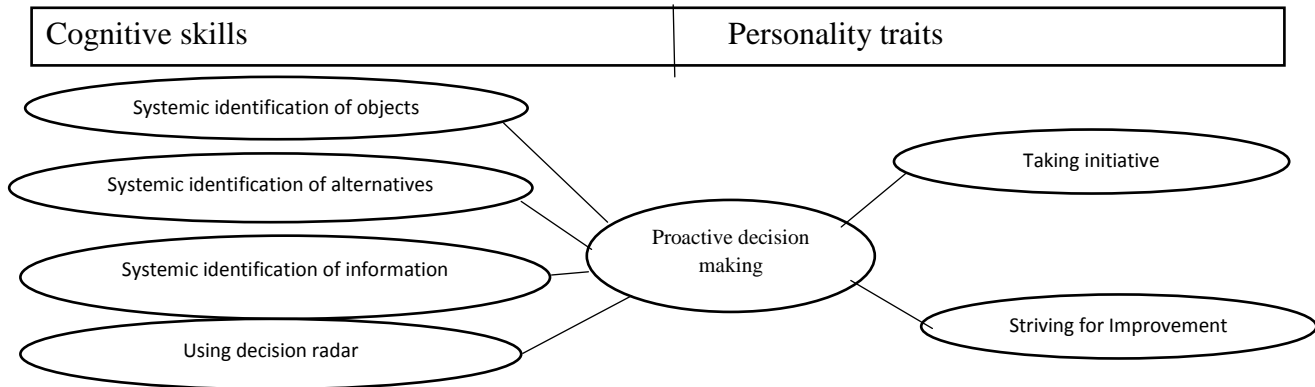 Cognitive skills
Personality traits
Systemic identification of objects
Systemic identification of alternatives
Systemic identification of information
Using decision radar
Proactive decision
making
Taking initiative
Striving for Improvement